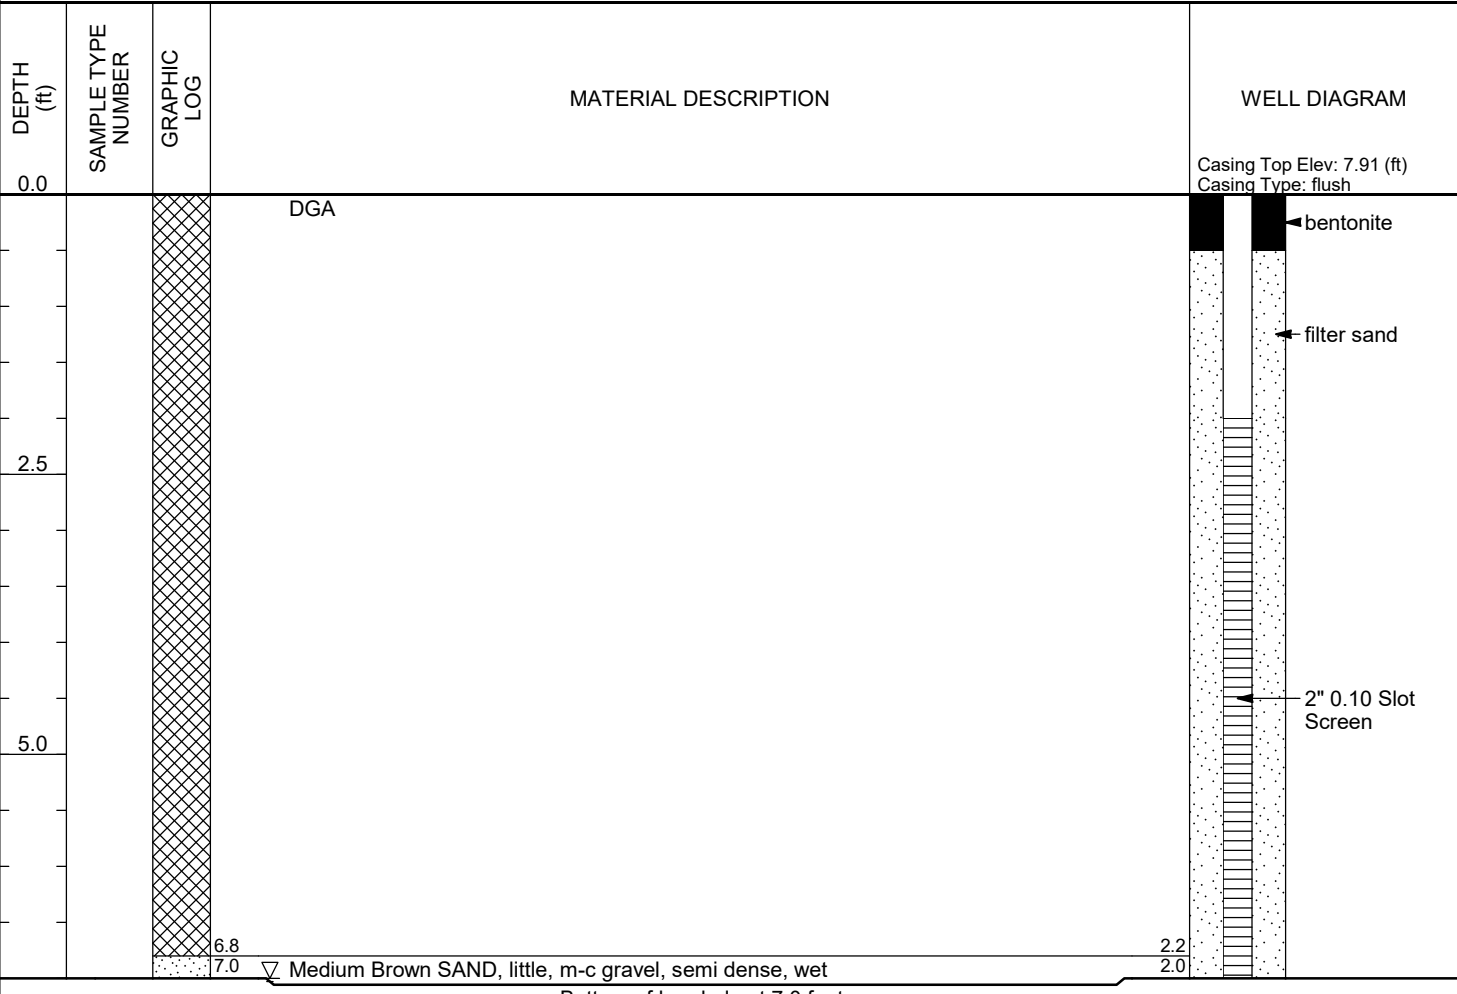 DEPTH
(ft)
SAMPLE TYPE
NUMBER
GRAPHIC
LOG
MATERIAL DESCRIPTION
WELL DIAGRAM
Casing Top Elev: 7.91 (ft)
Casing Type: flush
0.0
DGA
bentonite
filter sand
2.5
2" 0.10 Slot
Screen
5.0
6.8
2.2
7.0
Medium Brown SAND, little, m-c gravel, semi dense, wet
2.0